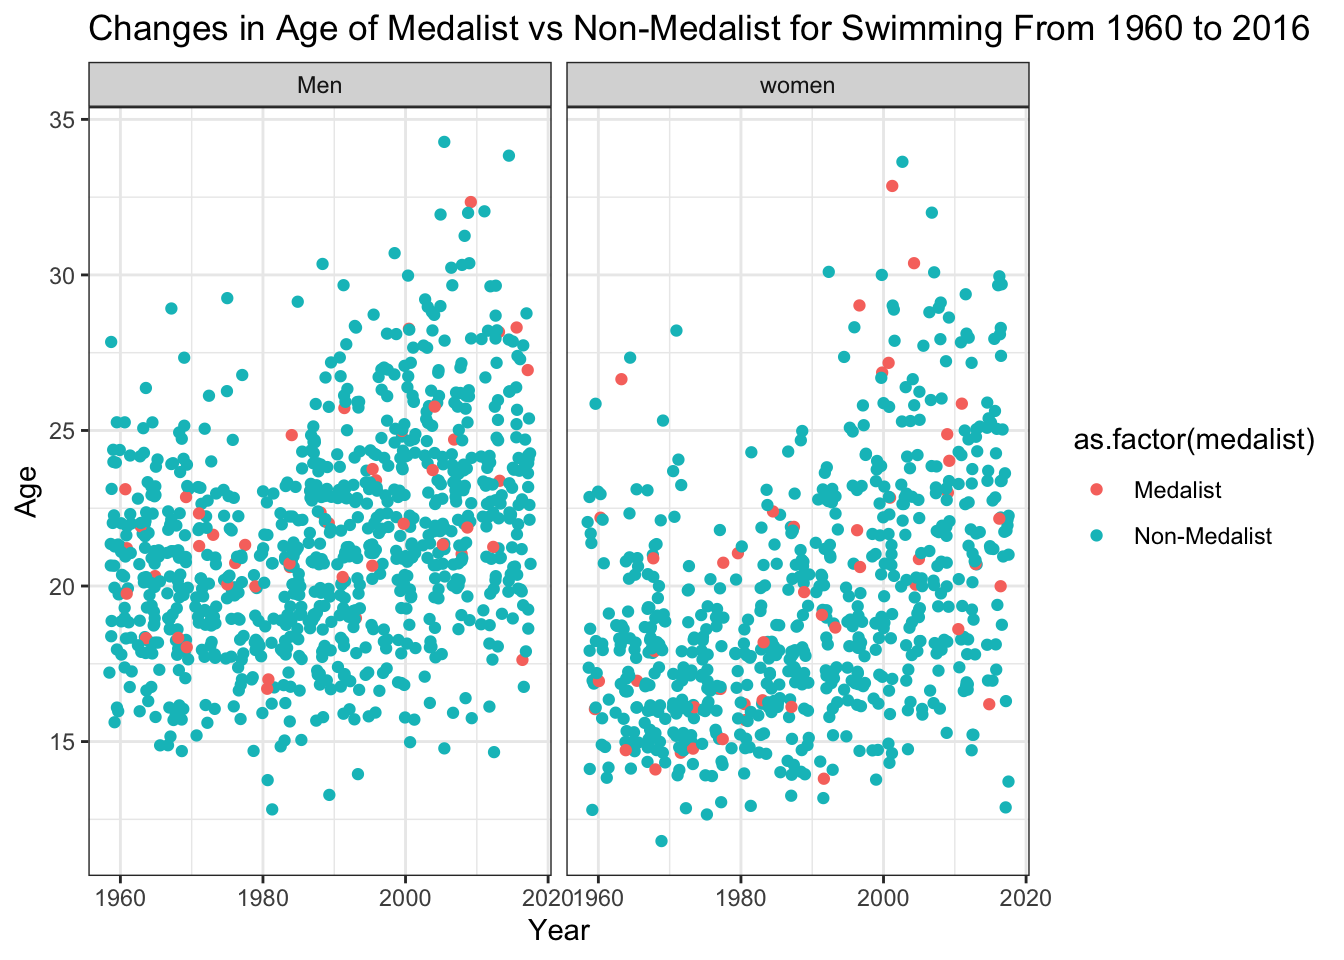 Changes in Age of Medalist vs Non-Medalist for Swimming From 1960 to 2016
Men
women
35
30
25
20
15
Age
1960
1980
2000
2020
1960
1980
2000
2020
Year
as.factor(medalist)
Medalist
Non-Medalist